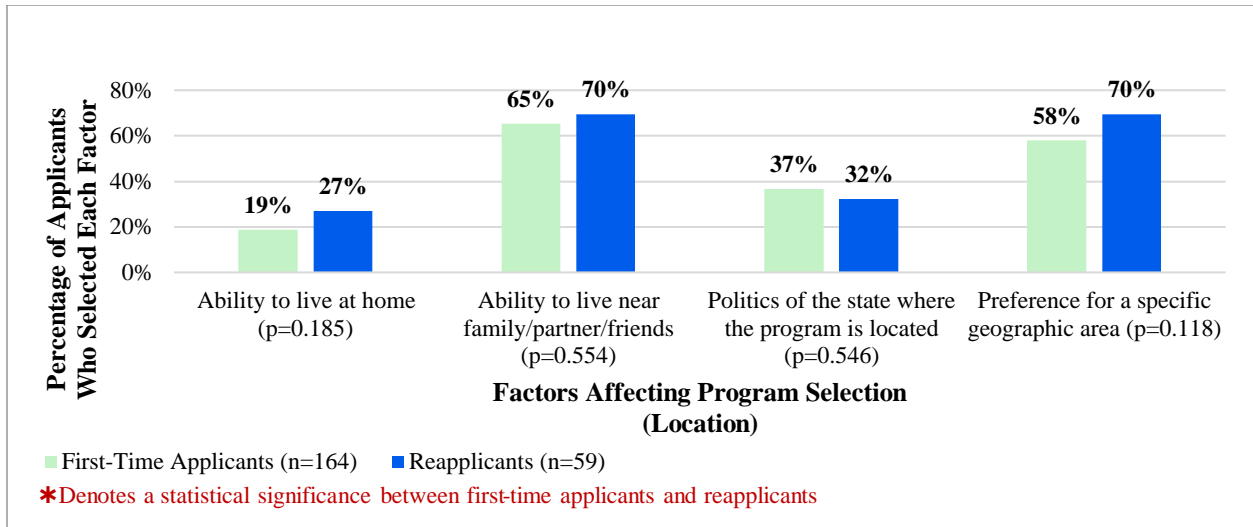 Percentage of Applicants
Who Selected Each Factor
80%
60%
40%
20%
0%
19%
27%
65%
70%
37%
32%
58%
70%
Ability to live at home
(p=0.185)
Ability to live near
family/partner/friends
(p=0.554)
Politics of the state where
the program is located
(p=0.546)
Preference for a specific
geographic area (p=0.118)
Factors Affecting Program Selection
(Location)
First-Time Applicants (n=164)
Reapplicants (n=59)
*Denotes a statistical significance between first-time applicants and reapplicants